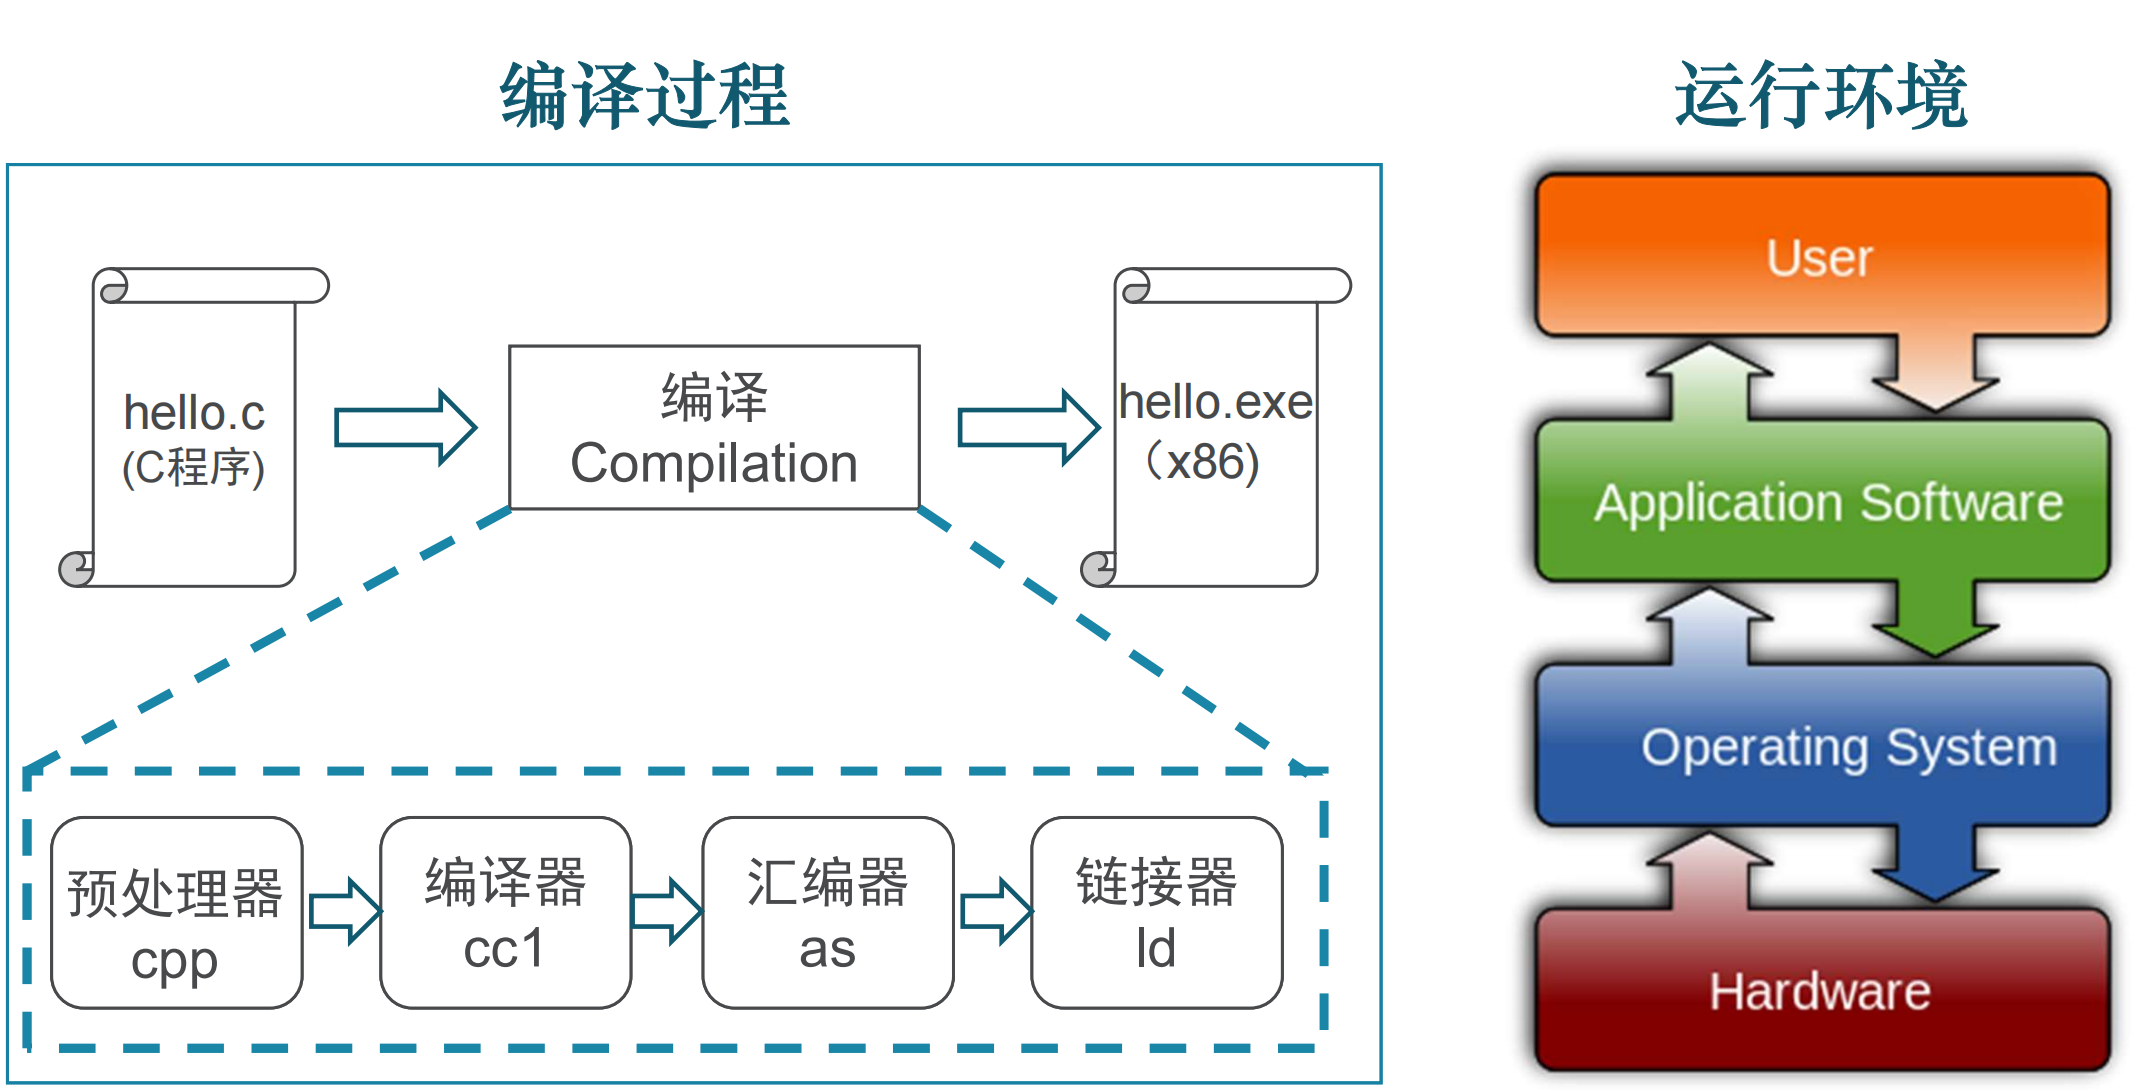 编译过程
运行环境
hello.c
(C程序)
编译
Compilation
hello.exe
（x86)
预处理器
cpp
编译器
cc1
汇编器
as
链接器
ld
User
Application Software
Operating System
Hardware